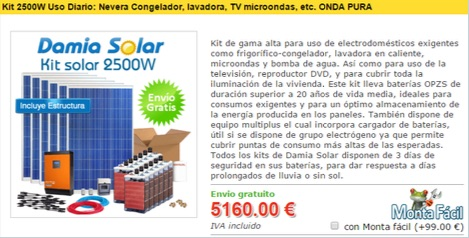 Kit 2500W Uso Diario: Nevera Congelador, lavadora, TV microondas, etc. ONDA PURA
Damia Solar
Kit solar 2500W
Incluye Estructura
Envío
Gratis
Kit de gama alta para uso de electrodomésticos exigentes
como frigorífico-congelador, lavadora en caliente,
microondas y bomba de agua. Así como para uso de la
televisión, reproductor DVD, y para cubrir toda la
iluminación de la vivienda. Este kit lleva baterías OPZS de
duración superior a 20 años de vida media, ideales para
consumos exigentes y para un óptimo almacenamiento de
la energía producida en los paneles. También dispone de
equipo multiplus el cual incorpora cargador de baterías,
útil si se dispone de grupo electrógeno ya que permite
cubrir puntas de consumo más altas de las esperadas.
Todos los kits de Damia Solar disponen de 3 días de
seguridad en sus baterías, para dar respuesta a días
prolongados de lluvia o sin sol.
Envío gratuito
5160.00 €
IVA incluido
Monta Fácil
con Monta fácil (+99.00 €)